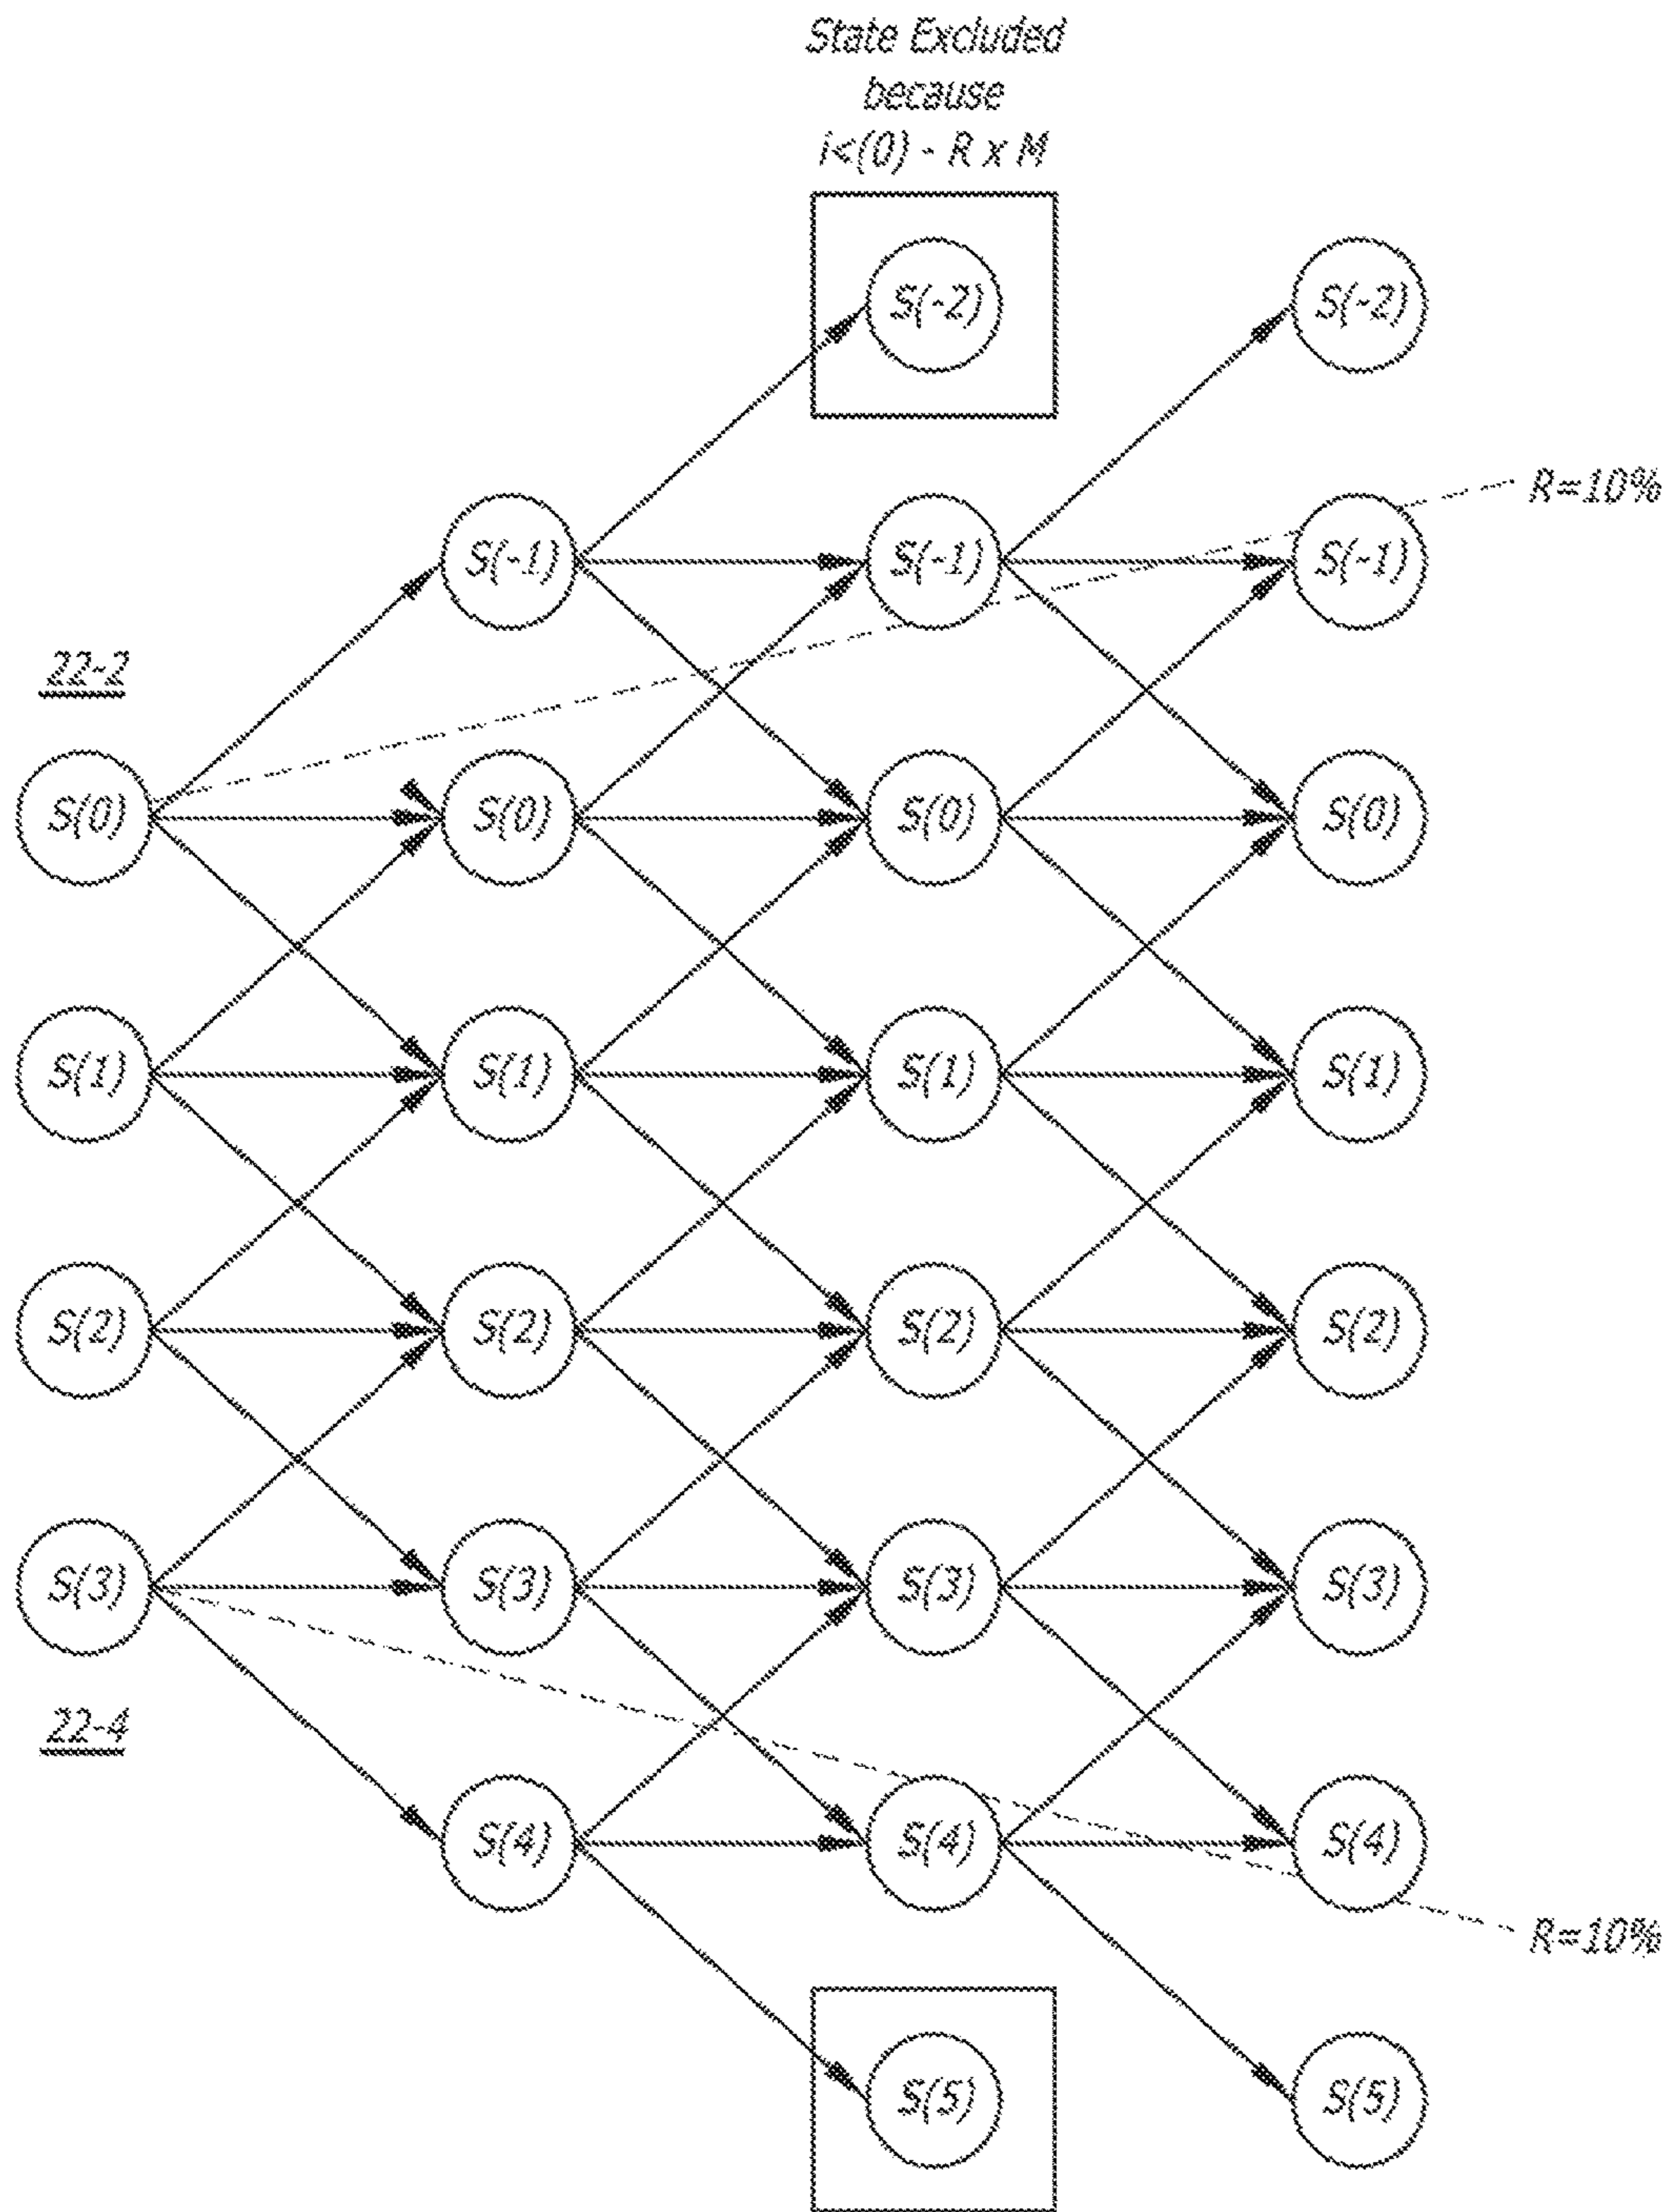 State Excluded
because
i<(0) - R x M
S(-2) S(-2)
R=10%
S(-1) S(-1) S(-1)
22-2
S(0) S(0) S(0) S(0)
S(1) S(1) S(1) S(1)
S(2) S(2) S(2) S(2)
S(3) S(3) S(3) S(3)
22-4
S(4) S(4) S(4)
R=10%
S(5) S(5)